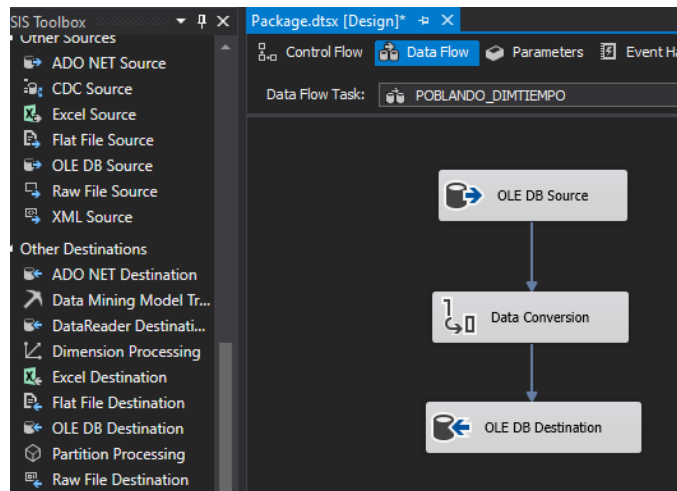 SIS Toolbox
Other Sources
ADO NET Source
CDC Source
Excel Source
Flat File Source
OLE DB Source
Raw File Source
XML Source
Other Destinations
ADO NET Destination
Data Mining Model Tr...
DataReader Destinati...
Dimension Processing
Excel Destination
Flat File Destination
OLE DB Destination
Partition Processing
Raw File Destination
Package.dtsx [Design]*
Control Flow
Data Flow
Parameters
Event Ha
Data Flow Task:
POBLANDO_DIMTIEMPO
OLE DB Source
Data Conversion
OLE DB Destination